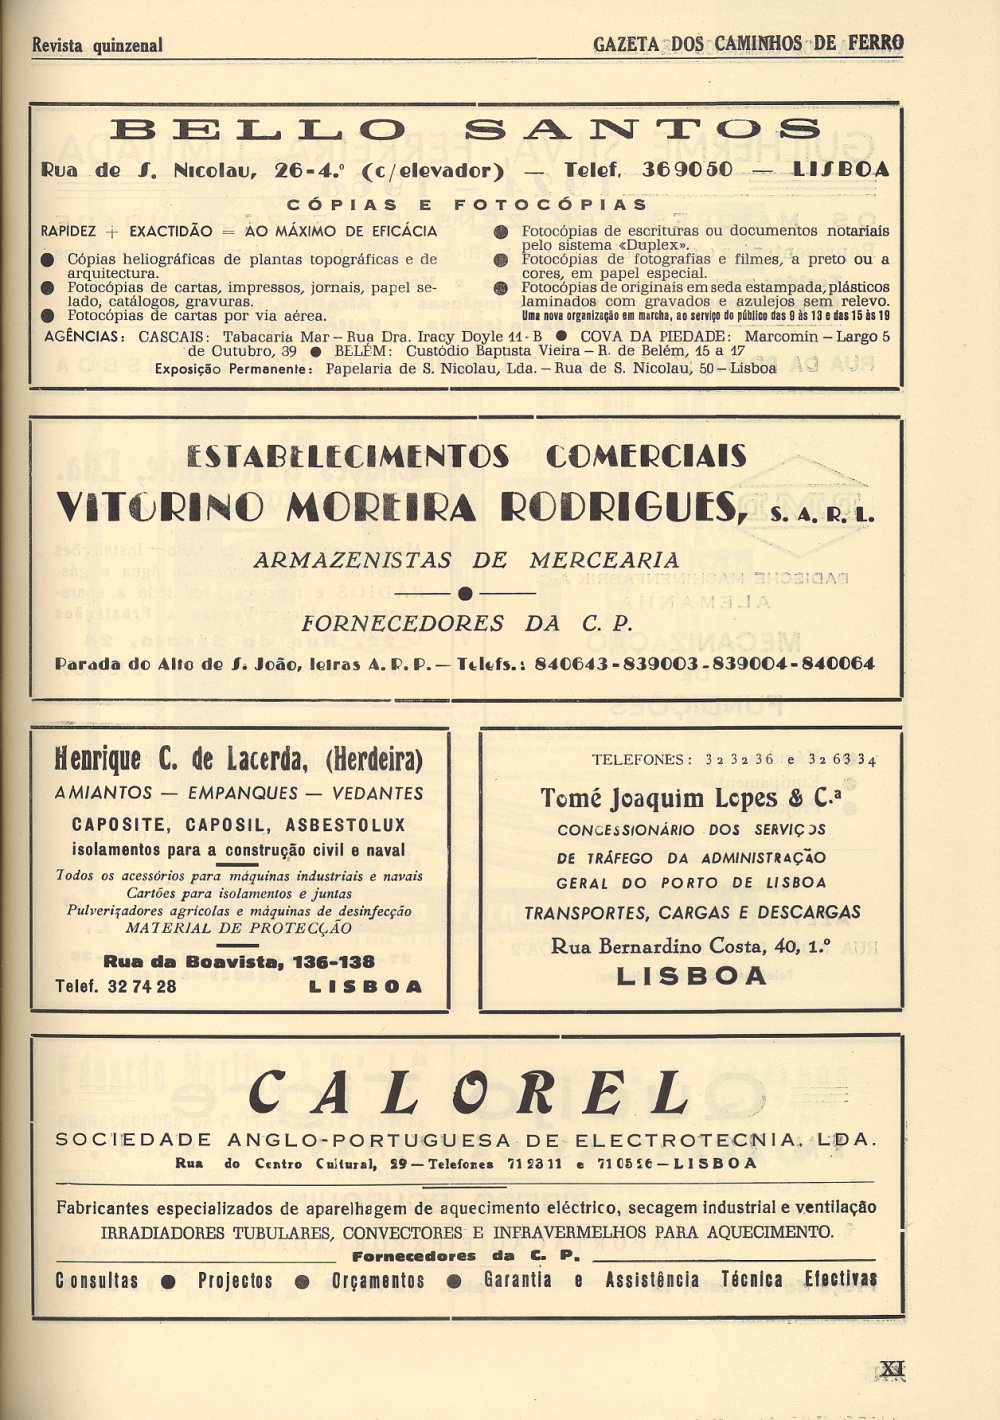 Revista quinzenal
GAZETA DOS CAMINHOS DE FERRO
BELLO SANTOS
Rua de S. Nicolau, 26-4.º (c/elevador) — Telef. 369050 — LISBOA
CÓPIAS E FOTOCÓPIAS
RAPIDEZ + EXACTIDÃO = AO MÁXIMO DE EFICÁCIA
● Cópias heliográficas de plantas topográficas e de
arquitectura.
● Fotocópias de cartas, impressos, jornais, papel se-
lado, catálogos, gravuras.
● Fotocópias de cartas por via aérea.
● Fotocópias de escrituras ou documentos notariais
pelo sistema «Duplex».
● Fotocópias de fotografias e filmes, a preto ou a
cores, em papel especial.
● Fotocópias de originais em seda estampada, plásticos
laminados com gravados e azulejos sem relevo.
Uma nova organização em marcha, ao serviço do público das 9 às 13 e das 15 às 19
AGÊNCIAS: CASCAIS: Tabacaria Mar – Rua Dra. Iracy Doyle 11-B ● COVA DA PIEDADE: Marcomin – Largo 5
de Outubro, 39 ● BELÉM: Custódio Baptista Vieira – R. de Belém, 15 a 17
Exposição Permanente: Papelaria de S. Nicolau, Lda. – Rua de S. Nicolau, 50 – Lisboa
ESTABELECIMENTOS COMERCIAIS
VITORINO MOREIRA RODRIGUES, S. A. R. L.
ARMAZENISTAS DE MERCEARIA
FORNECEDORES DA C. P.
Parada do Alto de S. João, letras A. R. P. — Telefs.: 840643-839003-839004-840064
Henrique C. de Lacerda, (Herdeira)
AMIANTOS — EMPANQUES — VEDANTES
CAPOSITE, CAPOSIL, ASBESTOLUX
isolamentos para a construção civil e naval
Todos os acessórios para máquinas industriais e navais
Cartões para isolamentos e juntas
Pulverizadores agrícolas e máquinas de desinfecção
MATERIAL DE PROTECÇÃO
Rua da Boavista, 136-138
Telef. 32 74 28 LISBOA
TELEFONES: 323236 e 326334
Tomé Joaquim Lopes & C.ª
CONCESSIONÁRIO DOS SERVIÇOS
DE TRÁFEGO DA ADMINISTRAÇÃO
GERAL DO PORTO DE LISBOA
TRANSPORTES, CARGAS E DESCARGAS
Rua Bernardino Costa, 40, 1.º
LISBOA
CALOREL
SOCIEDADE ANGLO-PORTUGUESA DE ELECTROTECNIA, LDA.
Rua do Centro Cultural, 29 — Telefones 712311 e 710526 — LISBOA
Fabricantes especializados de aparelhagem de aquecimento eléctrico, secagem industrial e ventilação
IRRADIADORES TUBULARES, CONVECTORES E INFRAVERMELHOS PARA AQUECIMENTO.
Fornecedores da C. P.
Consultas ● Projectos ● Orçamentos ● Garantia e Assistência Técnica Efectivas
XI